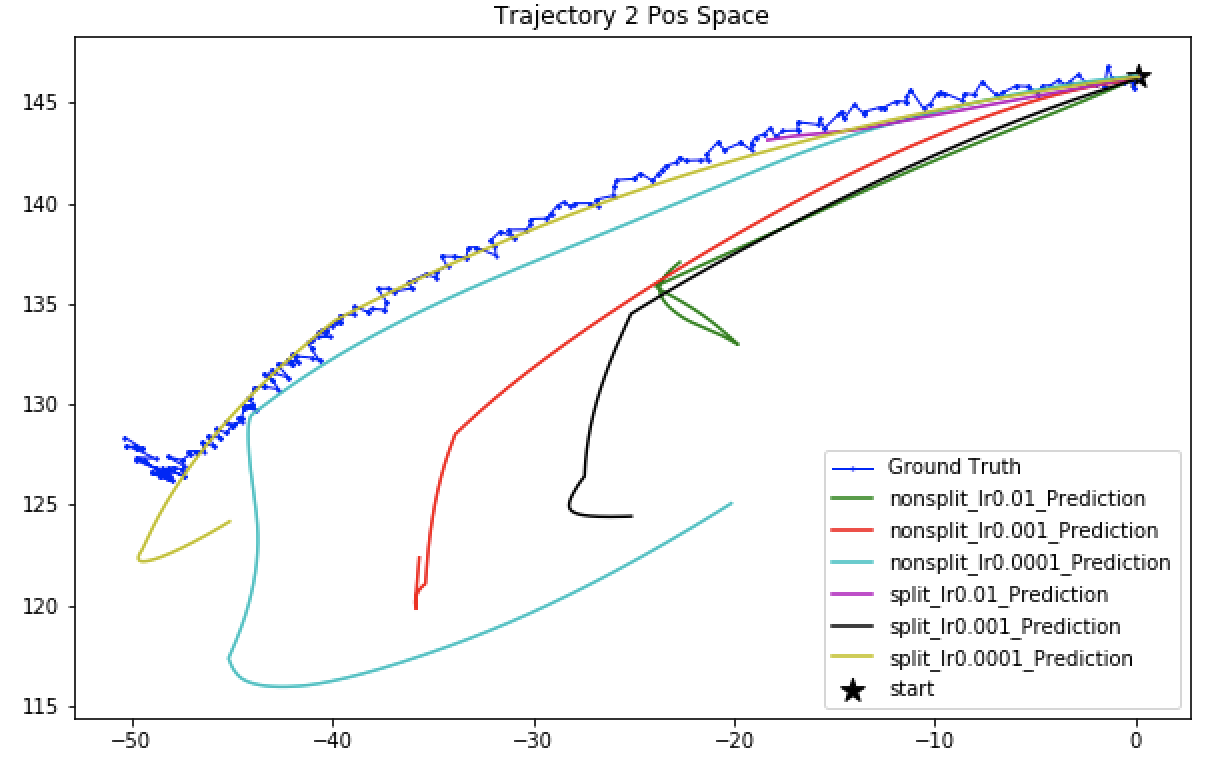 Trajectory 2 Pos Space
145
140
135
130
125
120
115
−50
−40
−30
−20
−10
0
Ground Truth
nonsplit_lr0.01_Prediction
nonsplit_lr0.001_Prediction
nonsplit_lr0.0001_Prediction
split_lr0.01_Prediction
split_lr0.001_Prediction
split_lr0.0001_Prediction
start